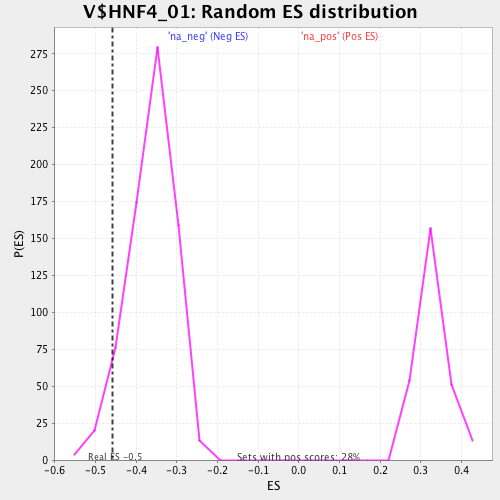 V$HNF4_01: Random ES distribution
'na_neg' (Neg ES) 'na_pos' (Pos ES)
275
250
225
200
175
150
125
100
75
50
25
0
P(ES)
Real ES -0.5 Sets with pos scores: 28%
-0.6 -0.5 -0.4 -0.3 -0.2 -0.1 0.0 0.1 0.2 0.3 0.4
ES